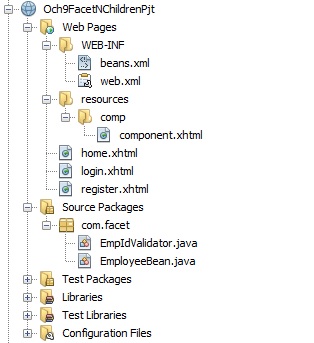 Och9FacetNChildrenPjt
Web Pages
WEB-INF
beans.xml
web.xml
resources
comp
component.xhtml
home.xhtml
login.xhtml
register.xhtml
Source Packages
com.facet
EmpIdValidator.java
EmployeeBean.java
Test Packages
Libraries
Test Libraries
Configuration Files